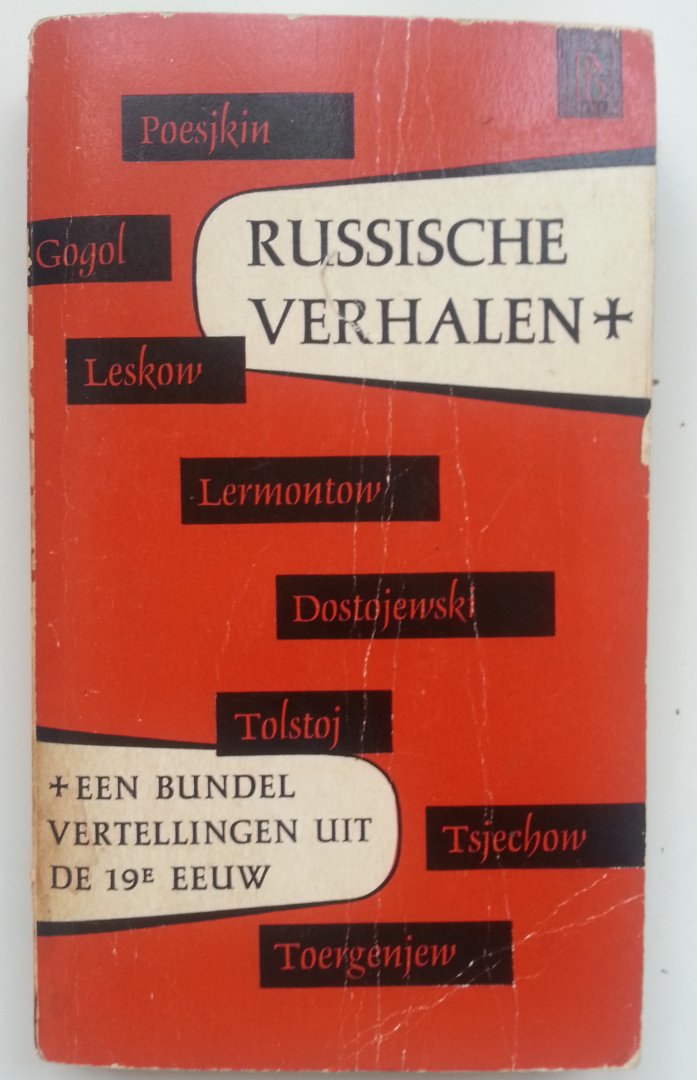 Poesjkin
Gogol
RUSSISCHE
VERHALEN +
Leskow
Lermontow
Dostojewski
Tolstoj
+ EEN BUNDEL
VERTELLINGEN UIT
DE 19E EEUW
Tsjechow
Toergenjew